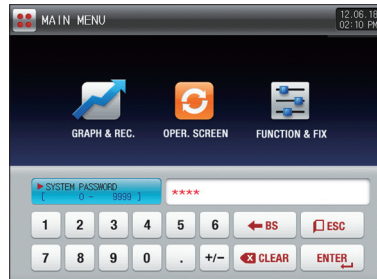 MAIN MENU
12.06.18
02:10 PM
GRAPH & REC.
OPER. SCREEN
FUNCTION & FIX
SYSTEM PASSWORD
[ 0 - 9999 ]
****
1 2 3 4 5 6 BS ESC
7 8 9 0 . +/- CLEAR ENTER